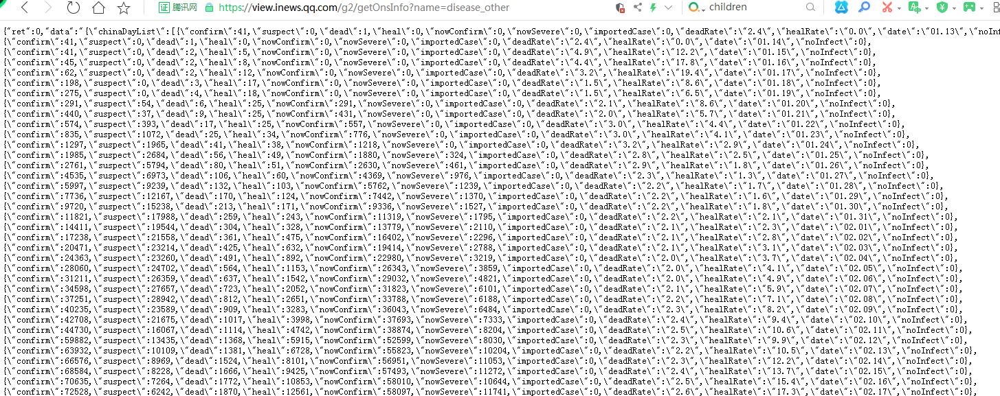 证 腾讯网 https://view.inews.qq.com/g2/getOnsInfo?name=disease_other children
{"ret":0,"data":"{\"chinaDayList\":[{\"confirm\":41,\"suspect\":0,\"dead\":1,\"heal\":0,\"nowConfirm\":0,\"nowSevere\":0,\"importedCase\":0,\"deadRate\":\"2.4\",\"healRate\":\"0.0\",\"date\":\"01.13\",\"noInf
{\"confirm\":41,\"suspect\":0,\"dead\":1,\"heal\":0,\"nowConfirm\":0,\"nowSevere\":0,\"importedCase\":0,\"deadRate\":\"2.4\",\"healRate\":\"0.0\",\"date\":\"01.14\",\"noInfect\":0},
{\"confirm\":41,\"suspect\":0,\"dead\":2,\"heal\":5,\"nowConfirm\":0,\"nowSevere\":0,\"importedCase\":0,\"deadRate\":\"4.9\",\"healRate\":\"12.2\",\"date\":\"01.15\",\"noInfect\":0},
{\"confirm\":45,\"suspect\":0,\"dead\":2,\"heal\":8,\"nowConfirm\":0,\"nowSevere\":0,\"importedCase\":0,\"deadRate\":\"4.4\",\"healRate\":\"17.8\",\"date\":\"01.16\",\"noInfect\":0},
{\"confirm\":62,\"suspect\":0,\"dead\":2,\"heal\":12,\"nowConfirm\":0,\"nowSevere\":0,\"importedCase\":0,\"deadRate\":\"3.2\",\"healRate\":\"19.4\",\"date\":\"01.17\",\"noInfect\":0},
{\"confirm\":198,\"suspect\":0,\"dead\":3,\"heal\":17,\"nowConfirm\":0,\"nowSevere\":0,\"importedCase\":0,\"deadRate\":\"1.5\",\"healRate\":\"8.6\",\"date\":\"01.18\",\"noInfect\":0},
{\"confirm\":275,\"suspect\":0,\"dead\":4,\"heal\":18,\"nowConfirm\":0,\"nowSevere\":0,\"importedCase\":0,\"deadRate\":\"1.5\",\"healRate\":\"6.5\",\"date\":\"01.19\",\"noInfect\":0},
{\"confirm\":291,\"suspect\":54,\"dead\":6,\"heal\":25,\"nowConfirm\":291,\"nowSevere\":0,\"importedCase\":0,\"deadRate\":\"2.1\",\"healRate\":\"8.6\",\"date\":\"01.20\",\"noInfect\":0},
{\"confirm\":440,\"suspect\":37,\"dead\":9,\"heal\":25,\"nowConfirm\":431,\"nowSevere\":0,\"importedCase\":0,\"deadRate\":\"2.0\",\"healRate\":\"5.7\",\"date\":\"01.21\",\"noInfect\":0},
{\"confirm\":574,\"suspect\":393,\"dead\":17,\"heal\":25,\"nowConfirm\":557,\"nowSevere\":0,\"importedCase\":0,\"deadRate\":\"3.0\",\"healRate\":\"4.4\",\"date\":\"01.22\",\"noInfect\":0},
{\"confirm\":835,\"suspect\":1072,\"dead\":25,\"heal\":34,\"nowConfirm\":776,\"nowSevere\":0,\"importedCase\":0,\"deadRate\":\"3.0\",\"healRate\":\"4.1\",\"date\":\"01.23\",\"noInfect\":0},
{\"confirm\":1297,\"suspect\":1965,\"dead\":41,\"heal\":38,\"nowConfirm\":1218,\"nowSevere\":0,\"importedCase\":0,\"deadRate\":\"3.2\",\"healRate\":\"2.9\",\"date\":\"01.24\",\"noInfect\":0},
{\"confirm\":1985,\"suspect\":2684,\"dead\":56,\"heal\":49,\"nowConfirm\":1880,\"nowSevere\":324,\"importedCase\":0,\"deadRate\":\"2.8\",\"healRate\":\"2.5\",\"date\":\"01.25\",\"noInfect\":0},
{\"confirm\":2761,\"suspect\":5794,\"dead\":80,\"heal\":51,\"nowConfirm\":2630,\"nowSevere\":461,\"importedCase\":0,\"deadRate\":\"2.9\",\"healRate\":\"1.8\",\"date\":\"01.26\",\"noInfect\":0},
{\"confirm\":4535,\"suspect\":6973,\"dead\":106,\"heal\":60,\"nowConfirm\":4369,\"nowSevere\":976,\"importedCase\":0,\"deadRate\":\"2.3\",\"healRate\":\"1.3\",\"date\":\"01.27\",\"noInfect\":0},
{\"confirm\":5997,\"suspect\":9239,\"dead\":132,\"heal\":103,\"nowConfirm\":5762,\"nowSevere\":1239,\"importedCase\":0,\"deadRate\":\"2.2\",\"healRate\":\"1.7\",\"date\":\"01.28\",\"noInfect\":0},
{\"confirm\":7736,\"suspect\":12167,\"dead\":170,\"heal\":124,\"nowConfirm\":7442,\"nowSevere\":1370,\"importedCase\":0,\"deadRate\":\"2.2\",\"healRate\":\"1.6\",\"date\":\"01.29\",\"noInfect\":0},
{\"confirm\":9720,\"suspect\":15238,\"dead\":213,\"heal\":171,\"nowConfirm\":9336,\"nowSevere\":1527,\"importedCase\":0,\"deadRate\":\"2.2\",\"healRate\":\"1.8\",\"date\":\"01.30\",\"noInfect\":0},
{\"confirm\":11821,\"suspect\":17988,\"dead\":259,\"heal\":243,\"nowConfirm\":11319,\"nowSevere\":1795,\"importedCase\":0,\"deadRate\":\"2.2\",\"healRate\":\"2.1\",\"date\":\"01.31\",\"noInfect\":0},
{\"confirm\":14411,\"suspect\":19544,\"dead\":304,\"heal\":328,\"nowConfirm\":13779,\"nowSevere\":2110,\"importedCase\":0,\"deadRate\":\"2.1\",\"healRate\":\"2.3\",\"date\":\"02.01\",\"noInfect\":0},
{\"confirm\":17238,\"suspect\":21558,\"dead\":361,\"heal\":475,\"nowConfirm\":16402,\"nowSevere\":2296,\"importedCase\":0,\"deadRate\":\"2.1\",\"healRate\":\"2.8\",\"date\":\"02.02\",\"noInfect\":0},
{\"confirm\":20471,\"suspect\":23214,\"dead\":425,\"heal\":632,\"nowConfirm\":19414,\"nowSevere\":2788,\"importedCase\":0,\"deadRate\":\"2.1\",\"healRate\":\"3.1\",\"date\":\"02.03\",\"noInfect\":0},
{\"confirm\":24363,\"suspect\":23260,\"dead\":491,\"heal\":892,\"nowConfirm\":22980,\"nowSevere\":3219,\"importedCase\":0,\"deadRate\":\"2.0\",\"healRate\":\"3.7\",\"date\":\"02.04\",\"noInfect\":0},
{\"confirm\":28060,\"suspect\":24702,\"dead\":564,\"heal\":1153,\"nowConfirm\":26343,\"nowSevere\":3859,\"importedCase\":0,\"deadRate\":\"2.0\",\"healRate\":\"4.1\",\"date\":\"02.05\",\"noInfect\":0},
{\"confirm\":31211,\"suspect\":26359,\"dead\":637,\"heal\":1542,\"nowConfirm\":29032,\"nowSevere\":4821,\"importedCase\":0,\"deadRate\":\"2.0\",\"healRate\":\"4.9\",\"date\":\"02.06\",\"noInfect\":0},
{\"confirm\":34598,\"suspect\":27657,\"dead\":723,\"heal\":2052,\"nowConfirm\":31823,\"nowSevere\":6101,\"importedCase\":0,\"deadRate\":\"2.1\",\"healRate\":\"5.9\",\"date\":\"02.07\",\"noInfect\":0},
{\"confirm\":37251,\"suspect\":28942,\"dead\":812,\"heal\":2651,\"nowConfirm\":33788,\"nowSevere\":6188,\"importedCase\":0,\"deadRate\":\"2.2\",\"healRate\":\"7.1\",\"date\":\"02.08\",\"noInfect\":0},
{\"confirm\":40235,\"suspect\":23589,\"dead\":909,\"heal\":3283,\"nowConfirm\":36043,\"nowSevere\":6484,\"importedCase\":0,\"deadRate\":\"2.3\",\"healRate\":\"8.2\",\"date\":\"02.09\",\"noInfect\":0},
{\"confirm\":42708,\"suspect\":21675,\"dead\":1017,\"heal\":3998,\"nowConfirm\":37693,\"nowSevere\":7333,\"importedCase\":0,\"deadRate\":\"2.4\",\"healRate\":\"9.4\",\"date\":\"02.10\",\"noInfect\":0},
{\"confirm\":44730,\"suspect\":16067,\"dead\":1114,\"heal\":4742,\"nowConfirm\":38874,\"nowSevere\":8204,\"importedCase\":0,\"deadRate\":\"2.5\",\"healRate\":\"10.6\",\"date\":\"02.11\",\"noInfect\":0},
{\"confirm\":59882,\"suspect\":13435,\"dead\":1368,\"heal\":5915,\"nowConfirm\":52599,\"nowSevere\":8030,\"importedCase\":0,\"deadRate\":\"2.3\",\"healRate\":\"9.9\",\"date\":\"02.12\",\"noInfect\":0},
{\"confirm\":63932,\"suspect\":10109,\"dead\":1381,\"heal\":6728,\"nowConfirm\":55823,\"nowSevere\":10204,\"importedCase\":0,\"deadRate\":\"2.2\",\"healRate\":\"10.5\",\"date\":\"02.13\",\"noInfect\":0},
{\"confirm\":66576,\"suspect\":8969,\"dead\":1524,\"heal\":8101,\"nowConfirm\":56951,\"nowSevere\":11053,\"importedCase\":0,\"deadRate\":\"2.3\",\"healRate\":\"12.2\",\"date\":\"02.14\",\"noInfect\":0},
{\"confirm\":68584,\"suspect\":8228,\"dead\":1666,\"heal\":9425,\"nowConfirm\":57493,\"nowSevere\":11272,\"importedCase\":0,\"deadRate\":\"2.4\",\"healRate\":\"13.7\",\"date\":\"02.15\",\"noInfect\":0},
{\"confirm\":70635,\"suspect\":7264,\"dead\":1772,\"heal\":10853,\"nowConfirm\":58010,\"nowSevere\":10644,\"importedCase\":0,\"deadRate\":\"2.5\",\"healRate\":\"15.4\",\"date\":\"02.16\",\"noInfect\":0},
{\"confirm\":72528,\"suspect\":6242,\"dead\":1870,\"heal\":12561,\"nowConfirm\":58097,\"nowSevere\":11741,\"importedCase\":0,\"deadRate\":\"2.6\",\"healRate\":\"17.3\",\"date\":\"02.17\",\"noInfect\":0},